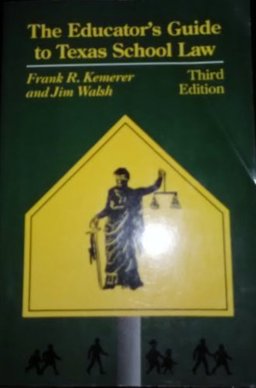 The Educator's Guide
to Texas School Law
Frank R. Kemerer
and Jim Walsh
Third
Edition